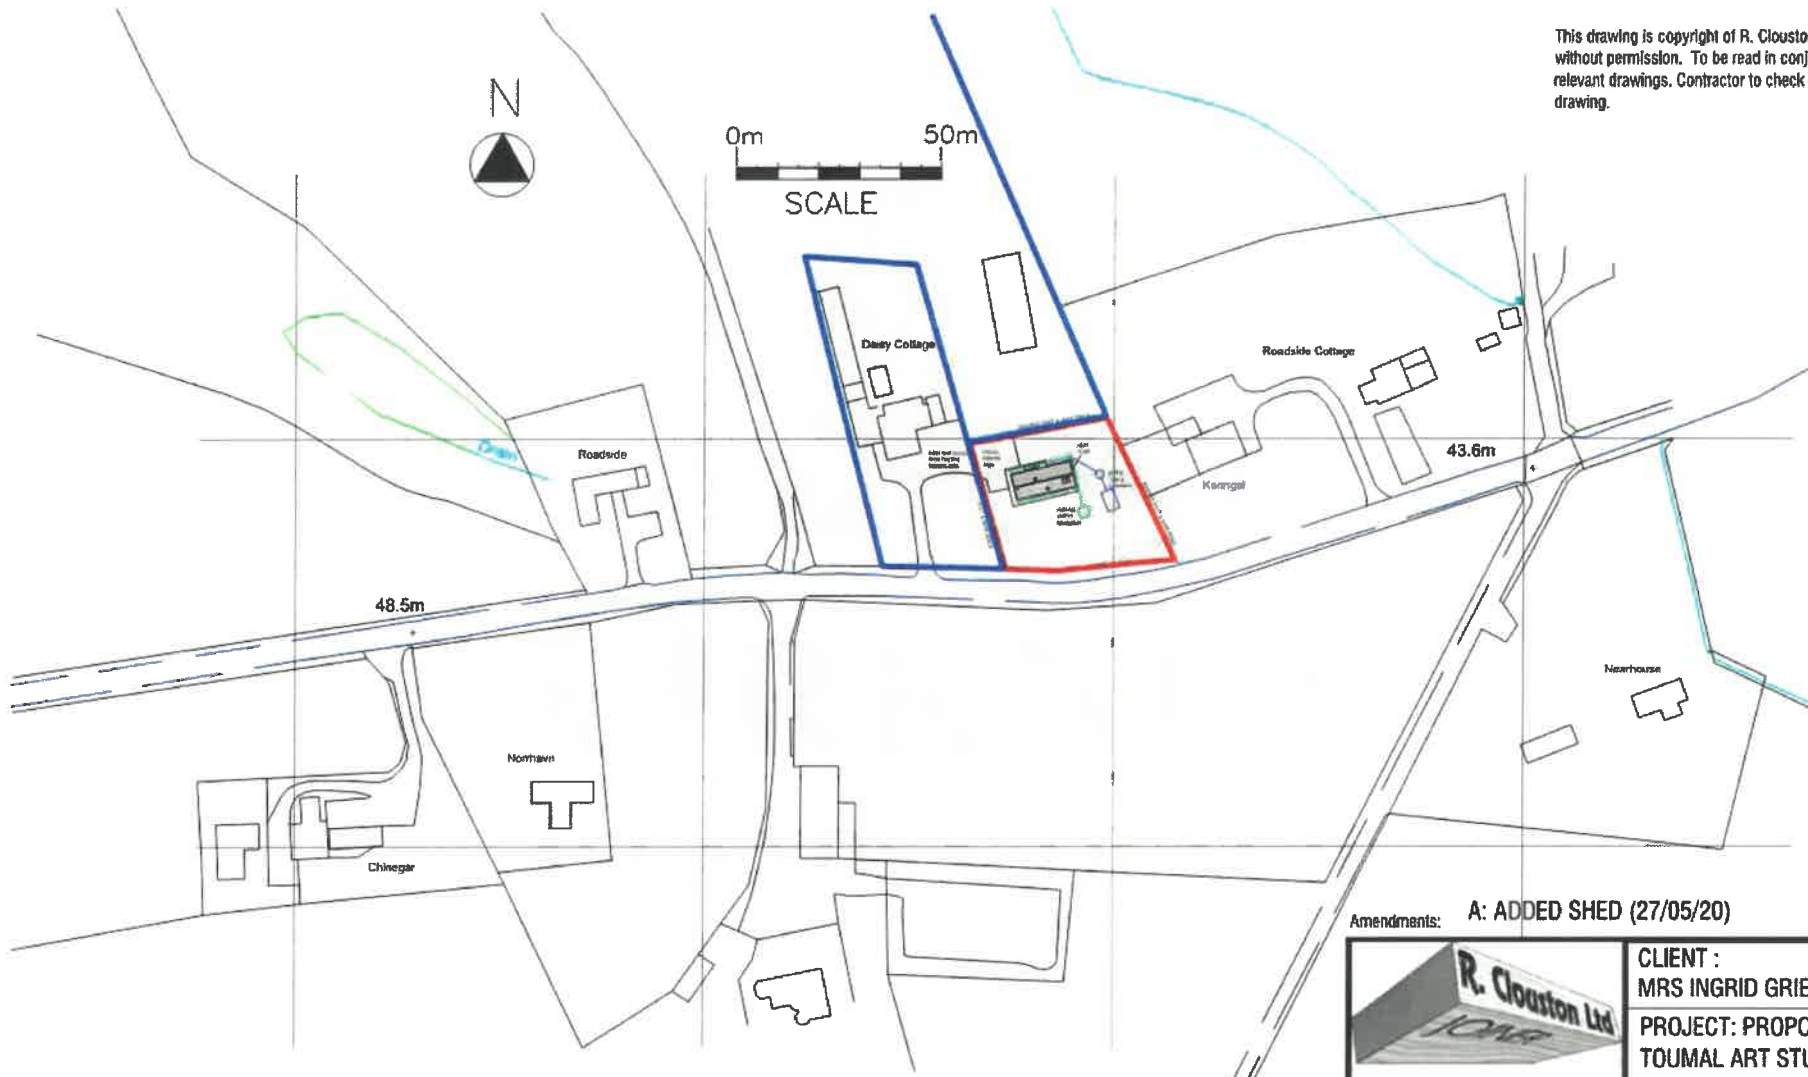 This drawing is copyright of R. Clousto
without permission. To be read in conj
relevant drawings. Contractor to check
drawing.
N
0m 50m
SCALE
Daisy Cottage
Roadside Cottage
43.6m
Drain
Roadside
48.5m
Northavn
Chinegar
Amendments: A: ADDED SHED (27/05/20)
R. Clouston Ltd
CLIENT :
MRS INGRID GRIE
PROJECT: PROPO
TOUMAL ART STU